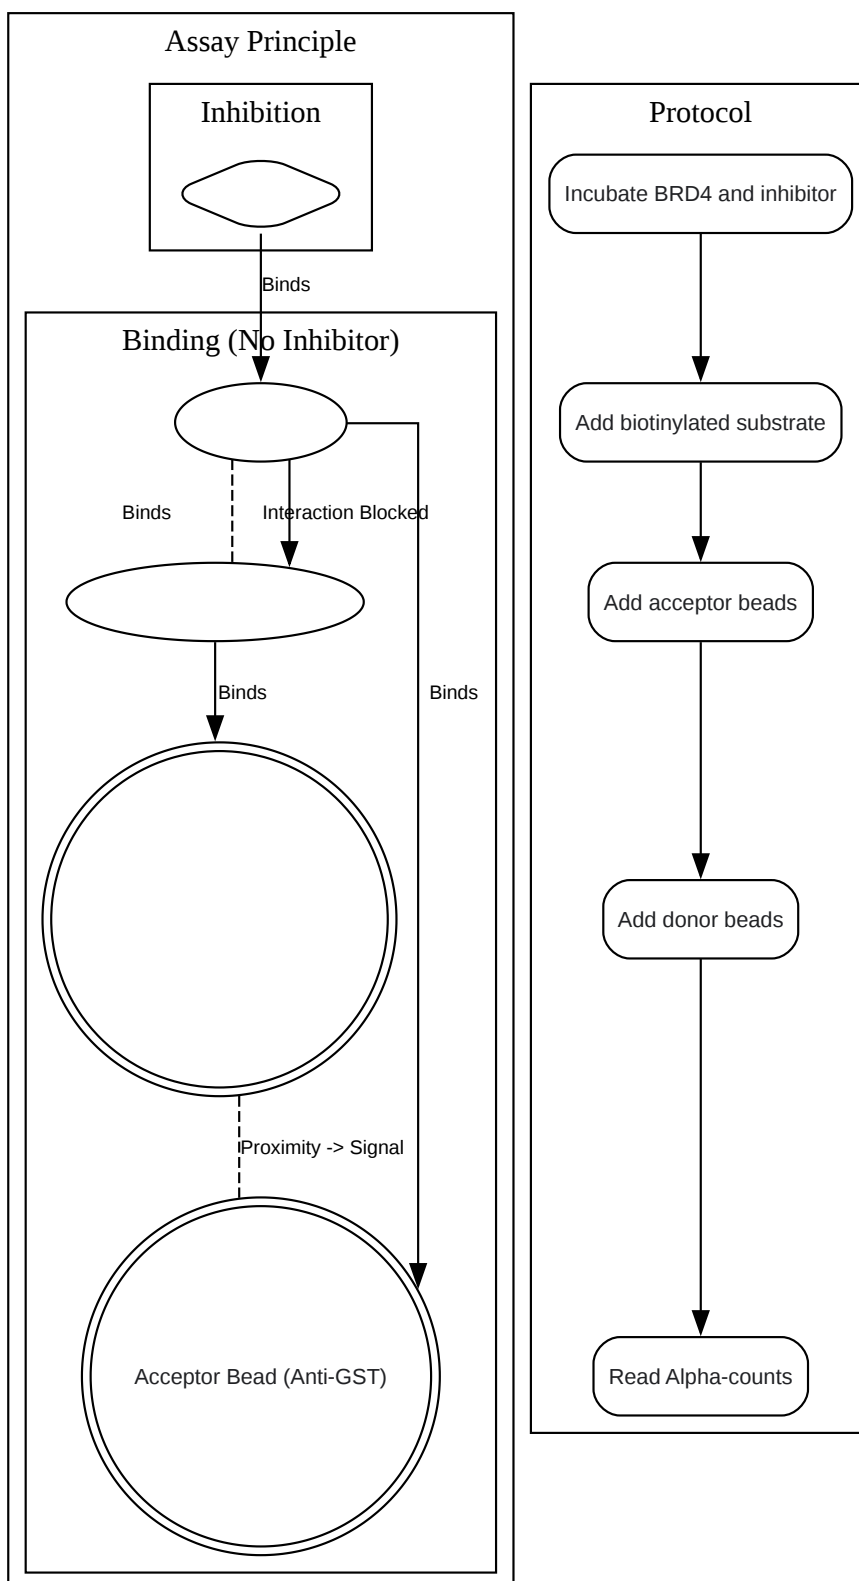 Assay Principle
Inhibition
Binds
Binding (No Inhibitor)
Binds
Interaction Blocked
Binds
Binds
Proximity -> Signal
Acceptor Bead (Anti-GST)
Protocol
Incubate BRD4 and inhibitor
Add biotinylated substrate
Add acceptor beads
Add donor beads
Read Alpha-counts